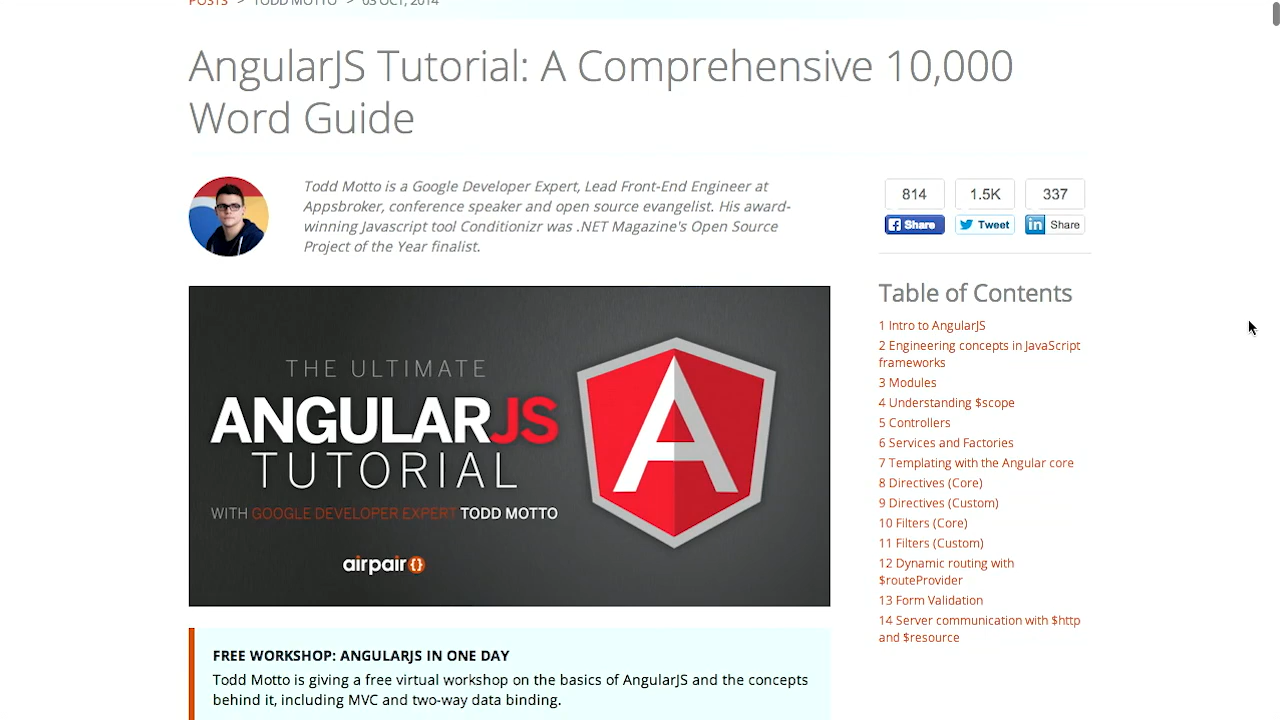 POSTS > TODD MOTTO > 03 OCT, 2014
AngularJS Tutorial: A Comprehensive 10,000
Word Guide
Todd Motto is a Google Developer Expert, Lead Front-End Engineer at
Appsbroker, conference speaker and open source evangelist. His award-
winning Javascript tool Conditionizr was .NET Magazine's Open Source
Project of the Year finalist.
814 1.5K 337
Share Tweet in Share
THE ULTIMATE
ANGULARJS
TUTORIAL
WITH GOOGLE DEVELOPER EXPERT TODD MOTTO
airpair{}
Table of Contents
1 Intro to AngularJS
2 Engineering concepts in JavaScript
frameworks
3 Modules
4 Understanding $scope
5 Controllers
6 Services and Factories
7 Templating with the Angular core
8 Directives (Core)
9 Directives (Custom)
10 Filters (Core)
11 Filters (Custom)
12 Dynamic routing with
$routeProvider
13 Form Validation
14 Server communication with $http
and $resource
FREE WORKSHOP: ANGULARJS IN ONE DAY
Todd Motto is giving a free virtual workshop on the basics of AngularJS and the concepts
behind it, including MVC and two-way data binding.